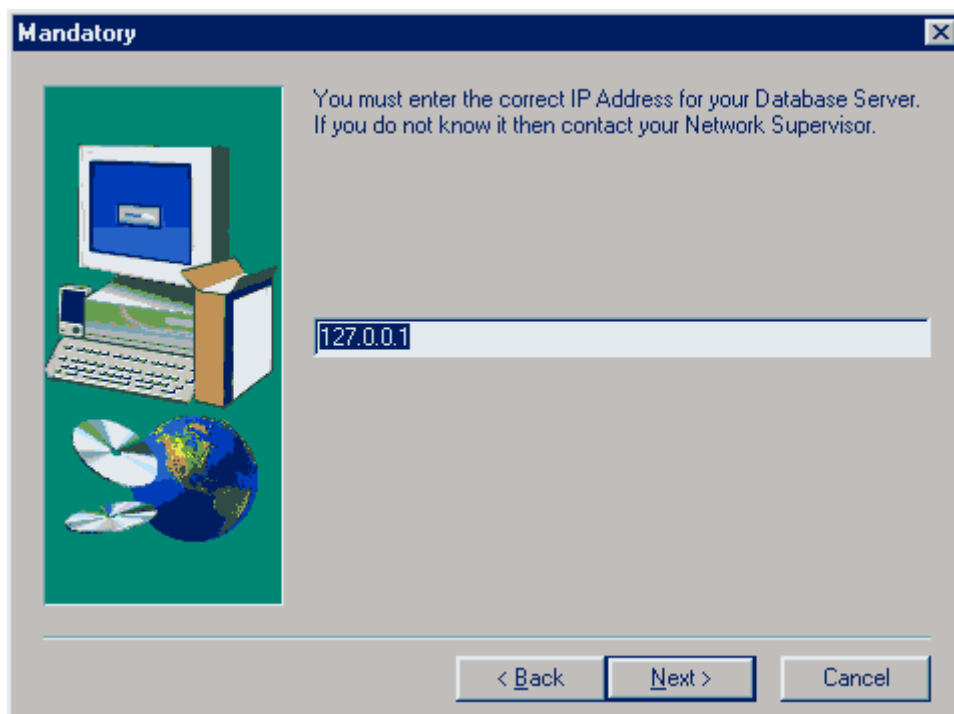 Mandatory
You must enter the correct IP Address for your Database Server.
If you do not know it then contact your Network Supervisor.
127.0.0.1
< Back
Next >
Cancel